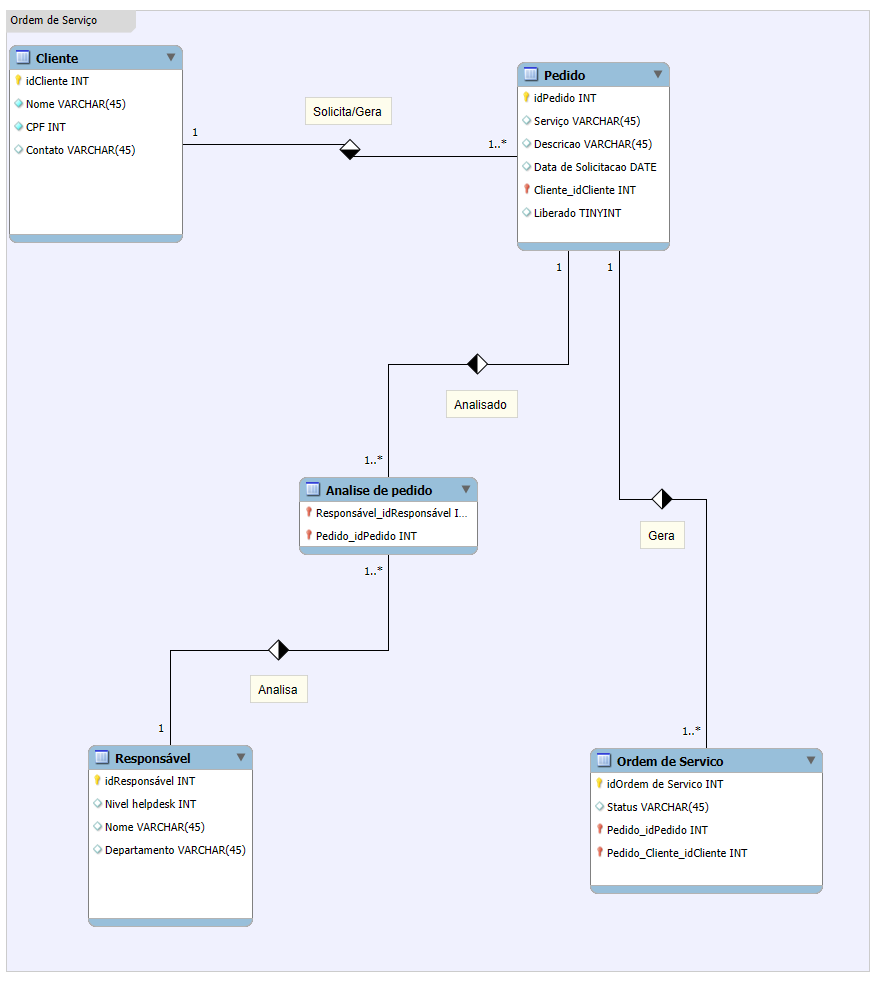 Ordem de Serviço
Cliente
idCliente INT
Nome VARCHAR(45)
CPF INT
Contato VARCHAR(45)
1
Solicita/Gera
1..*
Pedido
idPedido INT
Serviço VARCHAR(45)
Descricao VARCHAR(45)
Data de Solicitacao DATE
Cliente_idCliente INT
Liberado TINYINT
1
1
Analisado
1..*
Analise de pedido
Responsável_idResponsável I...
Pedido_idPedido INT
1..*
Gera
Analisa
1
1..*
Responsável
idResponsável INT
Nivel helpdesk INT
Nome VARCHAR(45)
Departamento VARCHAR(45)
Ordem de Servico
idOrdem de Servico INT
Status VARCHAR(45)
Pedido_idPedido INT
Pedido_Cliente_idCliente INT